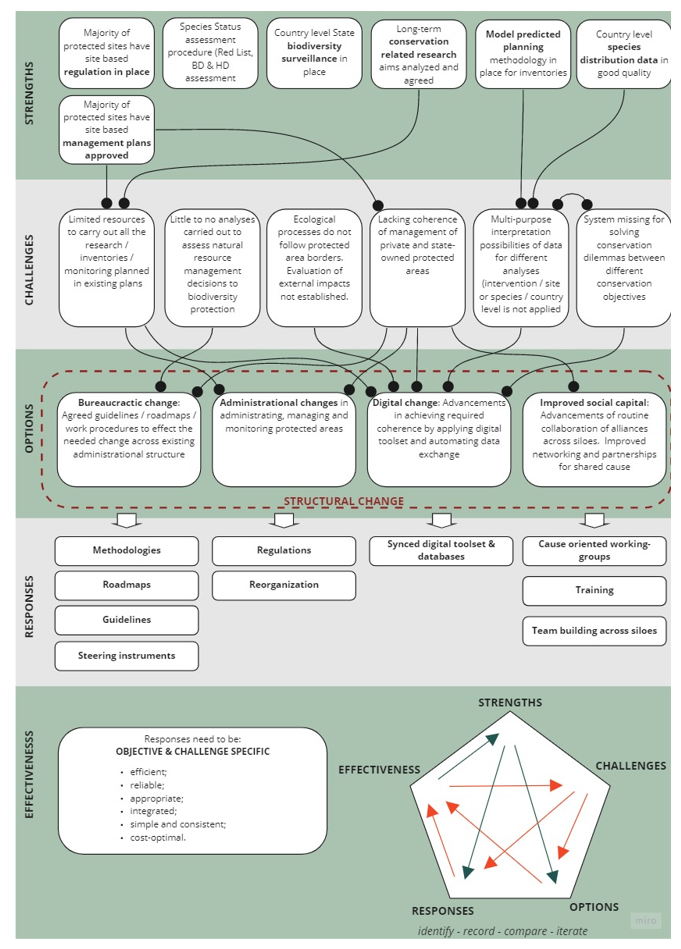 STRENGTHS
Majority of
protected sites have
site based
regulation in place
Species Status
assessment
procedure (Red List,
BD & HD
assessment
Country level State
biodiversity
surveillance in
place
Long-term
conservation
related research
aims analyzed and
agreed
Model predicted
planning
methodology in
place for inventories
Country level
species
distribution data in
good quality
Majority of
protected sites have
site based
management plans
approved
CHALLENGES
Limited resources
to carry out all the
research /
inventories /
monitoring planned
in existing plans
Little to no analyses
carried out to
assess natural
resource
management
decisions to
biodiversity
protection
Ecological
processes do not
follow protected
area borders.
Evaluation of
external impacts
not established.
Lacking coherence
of management of
private and state-
owned protected
areas
Multi-purpose
interpretation
possibilities of data
for different
analyses
(intervention / site
or species / country
level is not applied
System missing for
solving
conservation
dilemmas between
different
conservation
objectives
OPTIONS
Bureaucractic change:
Agreed guidelines / roadmaps /
work procedures to effect the
needed change across existing
administrational structure
Administrational changes in
administrating, managing and
monitoring protected areas
Digital change: Advancements
in achieving required
coherence by applying digital
toolset and automating data
exchange
Improved social capital:
Advancements of routine
collaboration of alliances
across siloes. Improved
networking and partnerships
for shared cause
STRUCTURAL CHANGE
RESPONSES
Methodologies
Roadmaps
Guidelines
Steering instruments
Regulations
Reorganization
Synced digital toolset &
databases
Cause oriented working-
groups
Training
Team building across siloes
EFFECTIVENESSS
Responses need to be:
OBJECTIVE & CHALLENGE SPECIFIC
• efficient;
• reliable;
• appropriate;
• integrated;
• simple and consistent;
• cost-optimal.
STRENGTHS
CHALLENGES
EFFECTIVENESS
RESPONSES
OPTIONS
identify - record - compare - iterate
miro